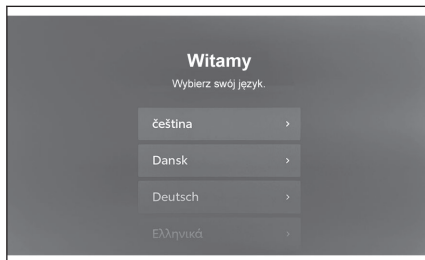 Witamy
Wybierz swój język.
čeština
Dansk
Deutsch
Ελληνικά